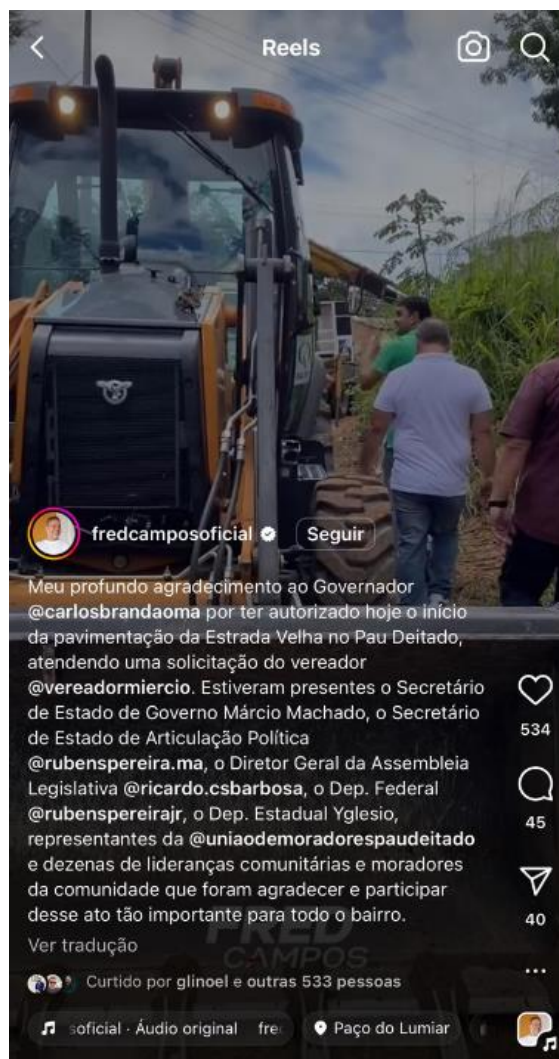 Reels
fredcamposoficial
Seguir
Meu profundo agradecimento ao Governador
@carlosbrandaoma por ter autorizado hoje o início
da pavimentação da Estrada Velha no Pau Deitado,
atendendo uma solicitação do vereador
@vereadormiercio. Estiveram presentes o Secretário
de Estado de Governo Márcio Machado, o Secretário
de Estado de Articulação Política
@rubenspereira.ma, o Diretor Geral da Assembleia
Legislativa @ricardo.csbarbosa, o Dep. Federal
@rubenspereirajr, o Dep. Estadual Yglesio,
representantes da @uniaodemoradorespaudeitado
e dezenas de lideranças comunitárias e moradores
da comunidade que foram agradecer e participar
desse ato tão importante para todo o bairro.
534
45
40
FRED
CAMPOS
Ver tradução
Curtido por glinoel e outras 533 pessoas
soficial · Áudio original fre
Paço do Lumiar